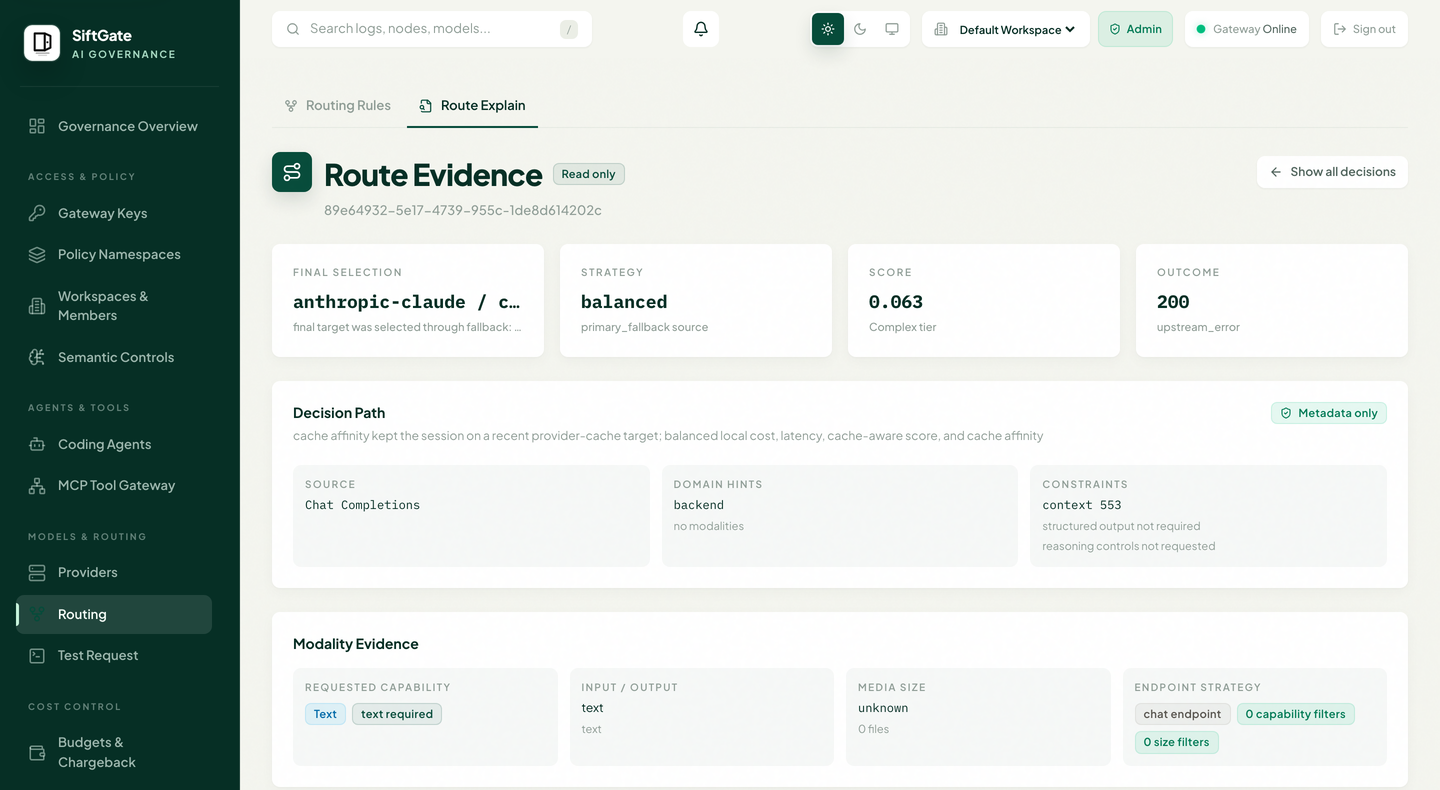 SiftGate
AI GOVERNANCE
Search logs, nodes, models...
/
Default Workspace
Admin
Gateway Online
Sign out
Governance Overview
ACCESS & POLICY
Gateway Keys
Policy Namespaces
Workspaces &
Members
Semantic Controls
AGENTS & TOOLS
Coding Agents
MCP Tool Gateway
MODELS & ROUTING
Providers
Routing
Test Request
COST CONTROL
Budgets &
Chargeback
Routing Rules
Route Explain
Route Evidence
Read only
Show all decisions
89e64932-5e17-4739-955c-1de8d614202c
FINAL SELECTION
anthropic-claude / c…
final target was selected through fallback: …
STRATEGY
balanced
primary_fallback source
SCORE
0.063
Complex tier
OUTCOME
200
upstream_error
Decision Path
Metadata only
cache affinity kept the session on a recent provider-cache target; balanced local cost, latency, cache-aware score, and cache affinity
SOURCE
Chat Completions
DOMAIN HINTS
backend
no modalities
CONSTRAINTS
context 553
structured output not required
reasoning controls not requested
Modality Evidence
REQUESTED CAPABILITY
Text
text required
INPUT / OUTPUT
text
text
MEDIA SIZE
unknown
0 files
ENDPOINT STRATEGY
chat endpoint
0 capability filters
0 size filters